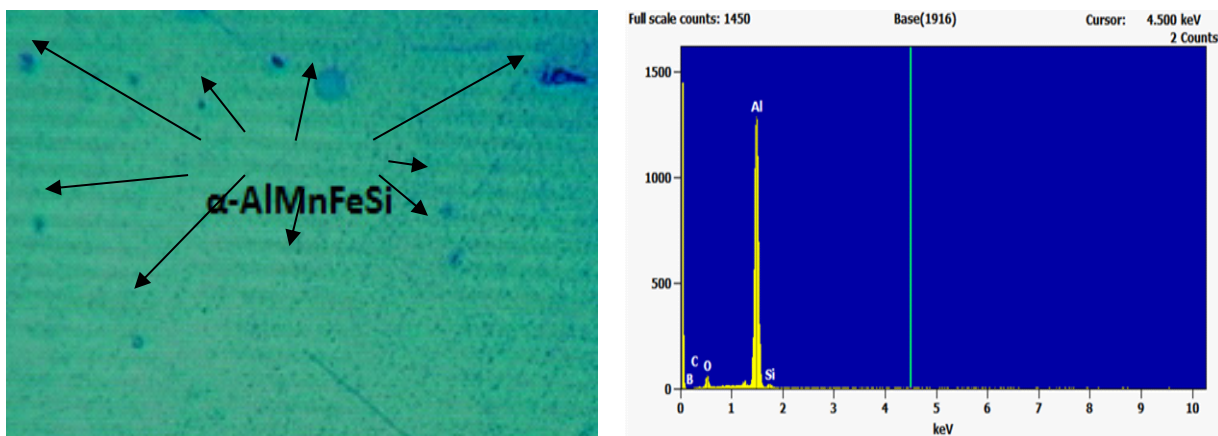 α-AlMnFeSi
Full scale counts: 1450
Base(1916)
Cursor: 4.500 keV
2 Counts
1500
1000
500
0
Al
C
O
B
Si
0 1 2 3 4 5 6 7 8 9 10
keV